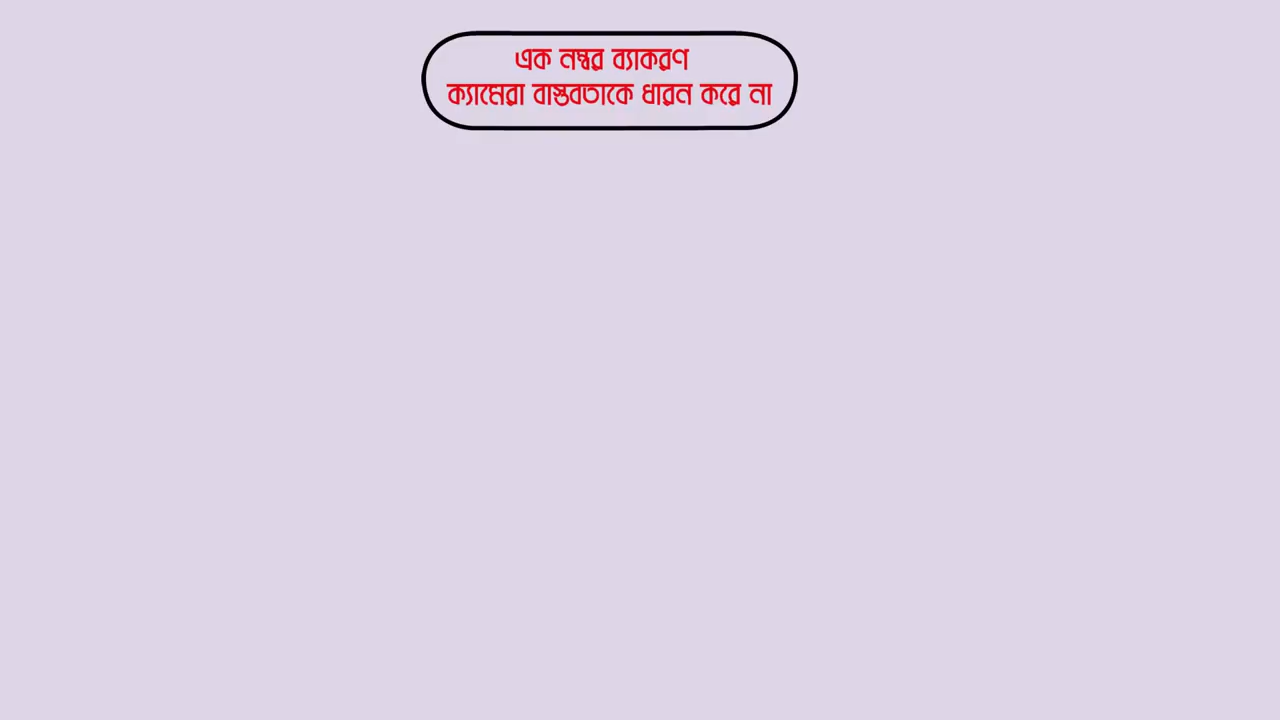 এক নম্বর ব্যাকরণ
ক্যামেরা বাস্তবতাকে ধারন করে না